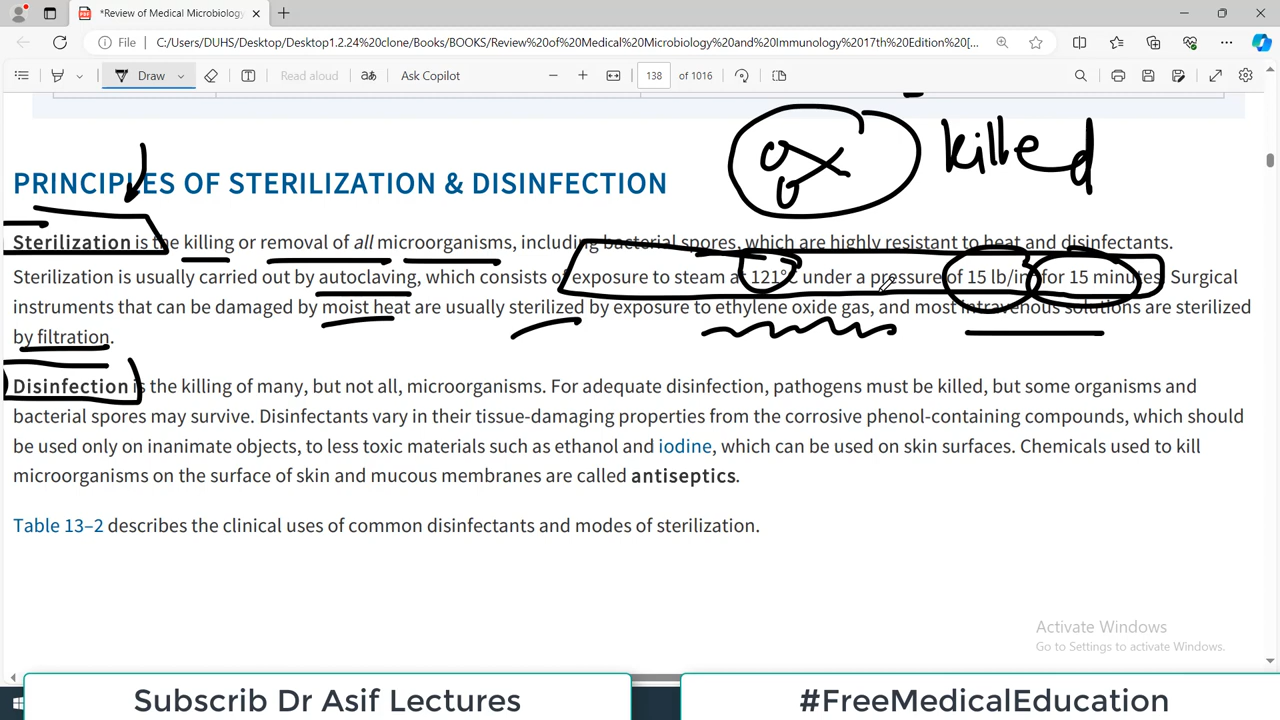 *Review of Medical Microbiology
File
C:/Users/DUHS/Desktop/Desktop1.2.24%20clone/Books/BOOKS/Review%20of%20Medical%20Microbiology%20and%20Immunology%2017th%20Edition%20[...
Draw
Read aloud
aあ
Ask Copilot
138 of 1016
killed
PRINCIPLES OF STERILIZATION & DISINFECTION
Sterilization is the killing or removal of all microorganisms, including bacterial spores, which are highly resistant to heat and disinfectants.
Sterilization is usually carried out by autoclaving, which consists of exposure to steam at 121°C under a pressure of 15 lb/in for 15 minutes. Surgical
instruments that can be damaged by moist heat are usually sterilized by exposure to ethylene oxide gas, and most intravenous solutions are sterilized
by filtration.
Disinfection is the killing of many, but not all, microorganisms. For adequate disinfection, pathogens must be killed, but some organisms and
bacterial spores may survive. Disinfectants vary in their tissue-damaging properties from the corrosive phenol-containing compounds, which should
be used only on inanimate objects, to less toxic materials such as ethanol and iodine, which can be used on skin surfaces. Chemicals used to kill
microorganisms on the surface of skin and mucous membranes are called antiseptics.
Table 13–2 describes the clinical uses of common disinfectants and modes of sterilization.
Activate Windows
Go to Settings to activate Windows.
Subscrib Dr Asif Lectures
#FreeMedicalEducation